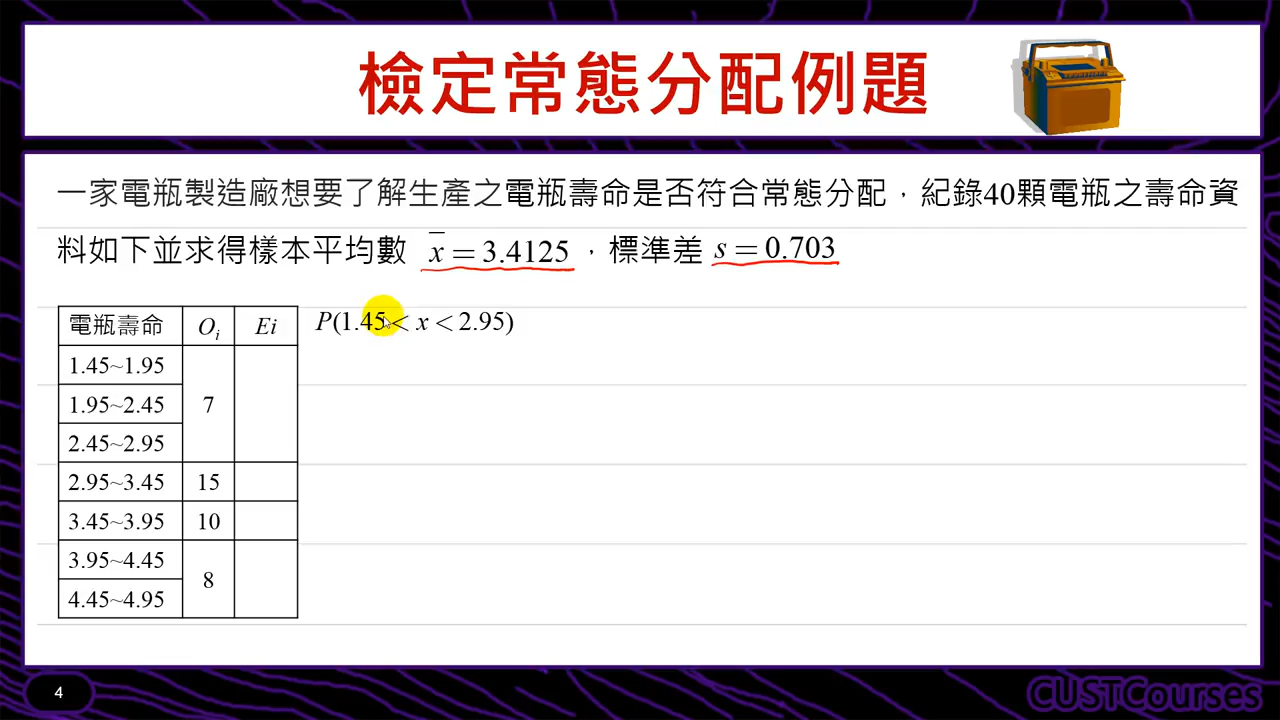 檢定常態分配例題
一家電瓶製造廠想要了解生產之電瓶壽命是否符合常態分配，紀錄40顆電瓶之壽命資
料如下並求得樣本平均數 x̄ = 3.4125，標準差 s = 0.703
電瓶壽命 Oᵢ Ei
P(1.45 < x < 2.95)
1.45~1.95
1.95~2.45 7
2.45~2.95
2.95~3.45 15
3.45~3.95 10
3.95~4.45
8
4.45~4.95
4
CUSTCourses